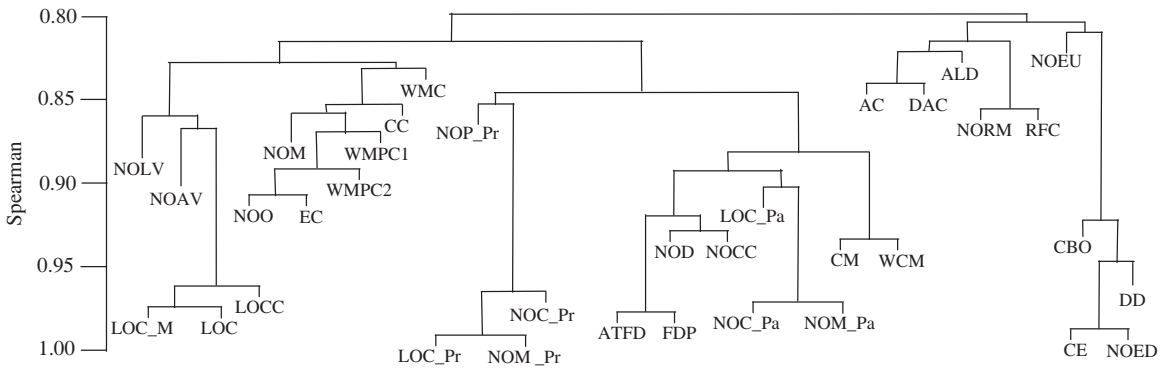 0.80
NOEU
ALD
WMC
0.85
AC
DAC
CC
NOP_Pr
NORM
RFC
NOM
WMPC1
NOLV
WMPC2
0.90
NOAV
Spearman
NOO
EC
LOC_Pa
CBO
NOD
NOCC
CM
WCM
0.95
LOCC
DD
NOC_Pr
LOC_M
LOC
ATFD
FDP
NOC_Pa
NOM_Pa
1.00
LOC_Pr
NOM _Pr
CE
NOED